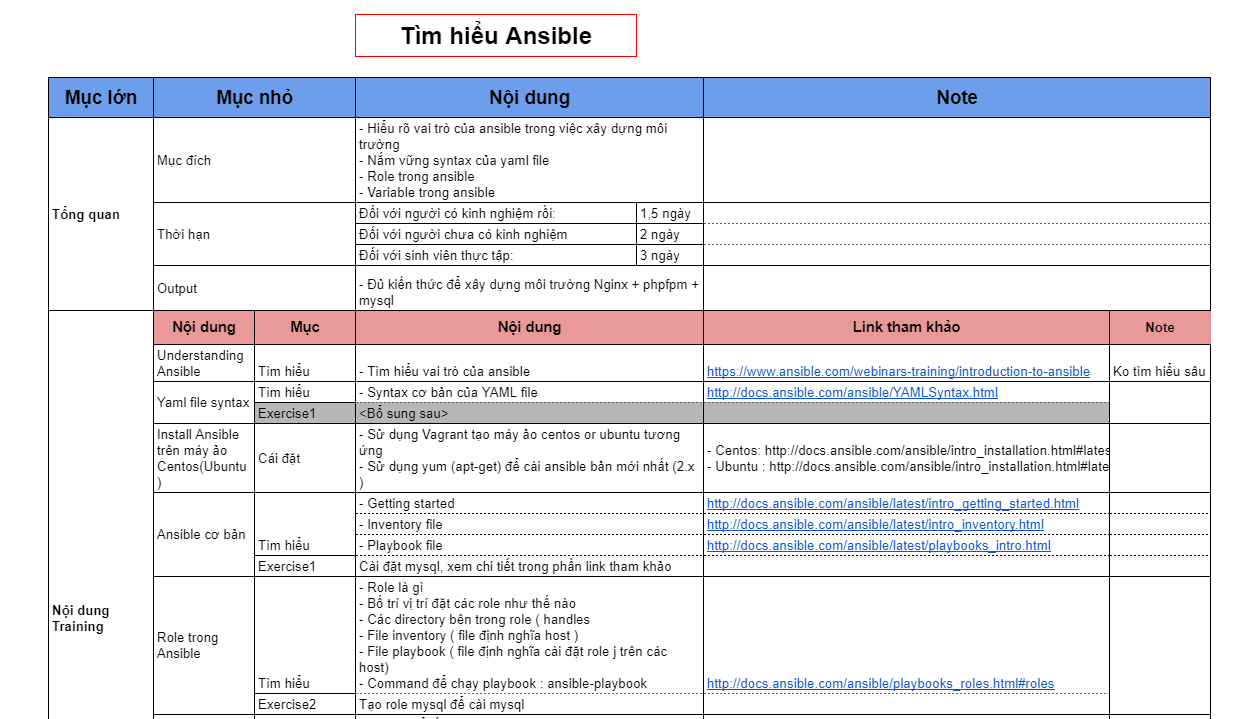 Tìm hiểu Ansible
Mục lớn
Mục nhỏ
Nội dung
Note
Tổng quan
Mục đích
- Hiểu rõ vai trò của ansible trong việc xây dựng môi
trường
- Nắm vững syntax của yaml file
- Role trong ansible
- Variable trong ansible
Thời hạn
Đối với người có kinh nghiệm rồi:
1,5 ngày
Đối với người chưa có kinh nghiệm
2 ngày
Đối với sinh viên thực tập:
3 ngày
Output
- Đủ kiến thức để xây dựng môi trường Nginx + phpfpm +
mysql
Nội dung
Training
Nội dung
Mục
Nội dung
Link tham khảo
Note
Understanding
Ansible
Tìm hiểu
- Tìm hiểu vai trò của ansible
https://www.ansible.com/webinars-training/introduction-to-ansible
Ko tìm hiểu sâu
Yaml file syntax
Tìm hiểu
- Syntax cơ bản của YAML file
http://docs.ansible.com/ansible/YAMLSyntax.html
Exercise1
<Bổ sung sau>
Install Ansible
trên máy ảo
Centos(Ubuntu
)
Cái đặt
- Sử dụng Vagrant tạo máy ảo centos or ubuntu tương
ứng
- Sử dụng yum (apt-get) để cài ansible bản mới nhất (2.x
)
- Centos: http://docs.ansible.com/ansible/intro_installation.html#lates
- Ubuntu : http://docs.ansible.com/ansible/intro_installation.html#late
Ansible cơ bản
Tìm hiểu
- Getting started
http://docs.ansible.com/ansible/latest/intro_getting_started.html
- Inventory file
http://docs.ansible.com/ansible/latest/intro_inventory.html
- Playbook file
http://docs.ansible.com/ansible/latest/playbooks_intro.html
Exercise1
Cài đặt mysql, xem chi tiết trong phần link tham khảo
Role trong
Ansible
Tìm hiểu
- Role là gì
- Bố trí vị trí đặt các role như thế nào
- Các directory bên trong role ( handles
- File inventory ( file định nghĩa host )
- File playbook ( file định nghĩa cài đặt role j trên các
host)
- Command để chạy playbook : ansible-playbook
http://docs.ansible.com/ansible/playbooks_roles.html#roles
Exercise2
Tạo role mysql để cài mysql